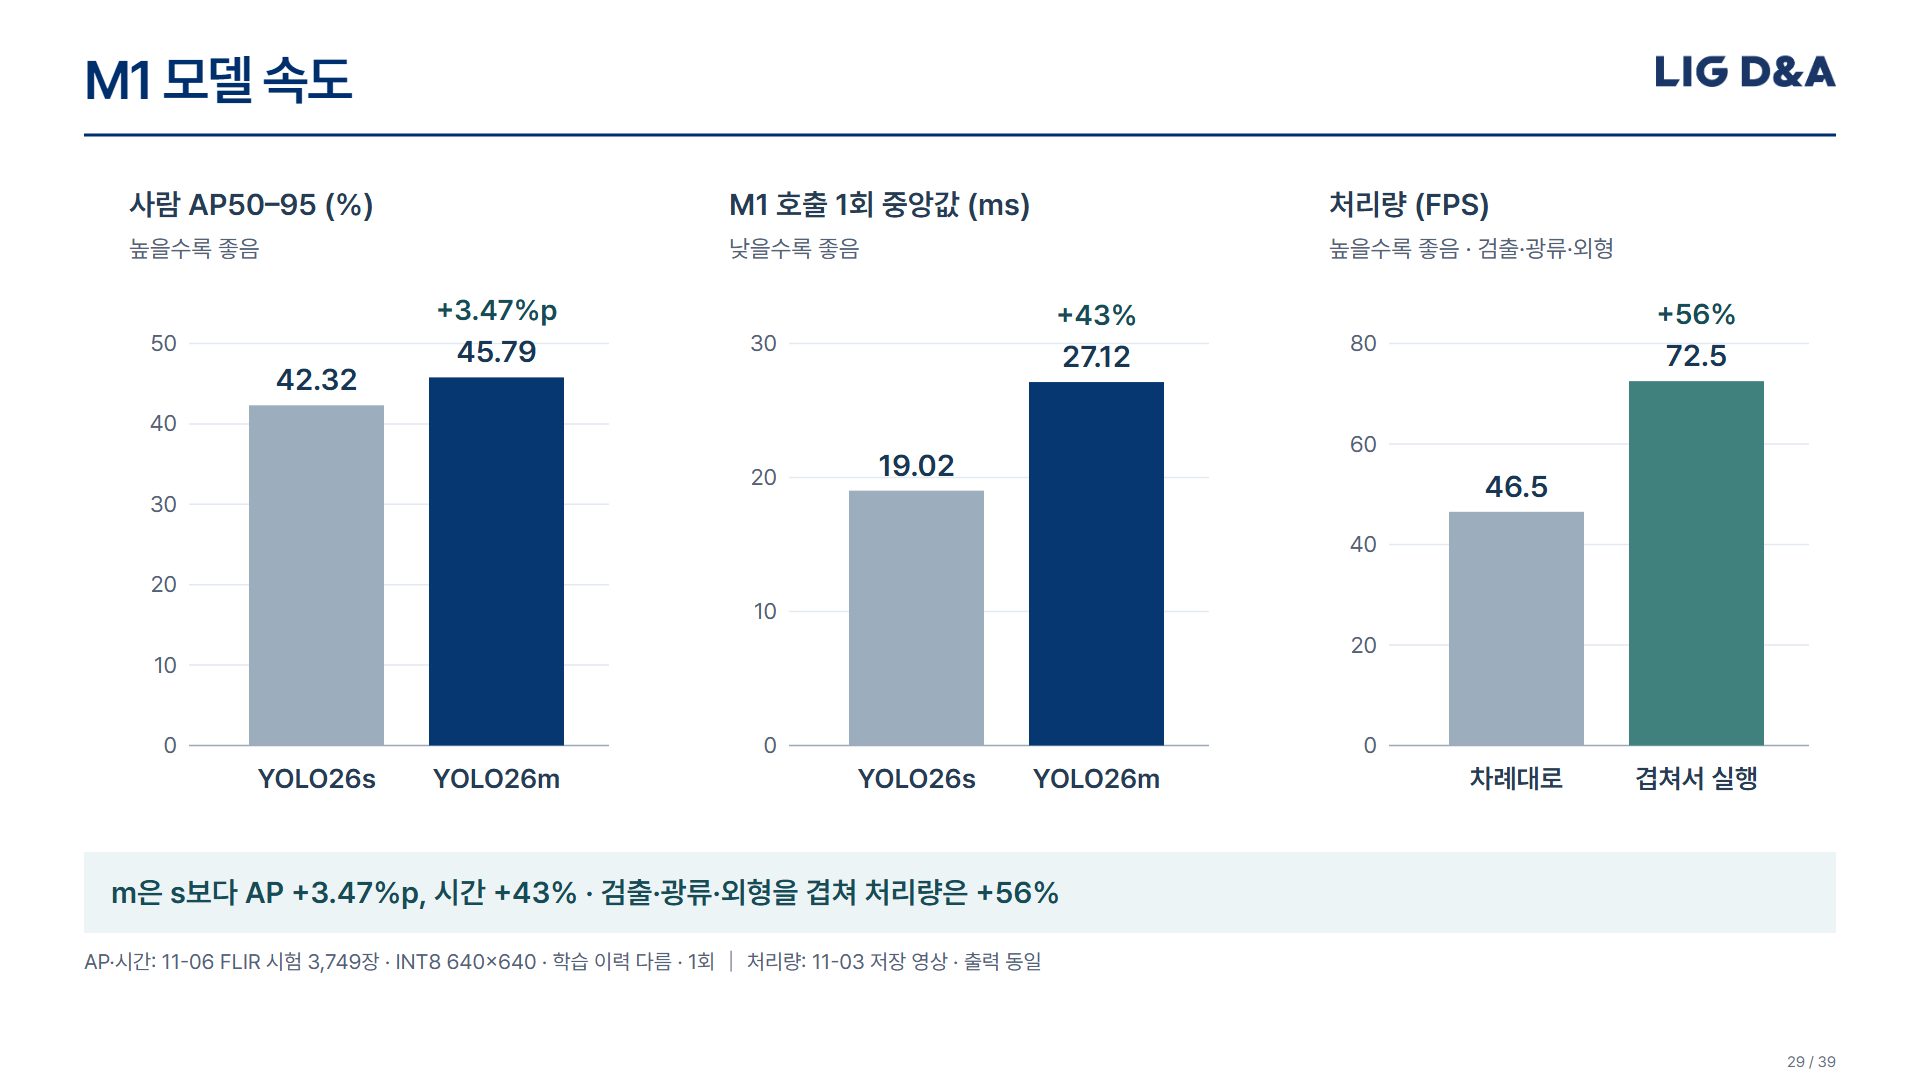 M1 모델 속도
LIG D&A
사람 AP50–95 (%)
높을수록 좋음
+3.47%p
50
45.79
42.32
40
30
20
10
0
YOLO26s
YOLO26m
M1 호출 1회 중앙값 (ms)
낮을수록 좋음
+43%
30
27.12
19.02
20
10
0
YOLO26s
YOLO26m
처리량 (FPS)
높을수록 좋음 · 검출·광류·외형
+56%
80
72.5
60
46.5
40
20
0
차례대로
겹쳐서 실행
m은 s보다 AP +3.47%p, 시간 +43% · 검출·광류·외형을 겹쳐 처리량은 +56%
AP·시간: 11-06 FLIR 시험 3,749장 · INT8 640×640 · 학습 이력 다름 · 1회 │ 처리량: 11-03 저장 영상 · 출력 동일
29 / 39